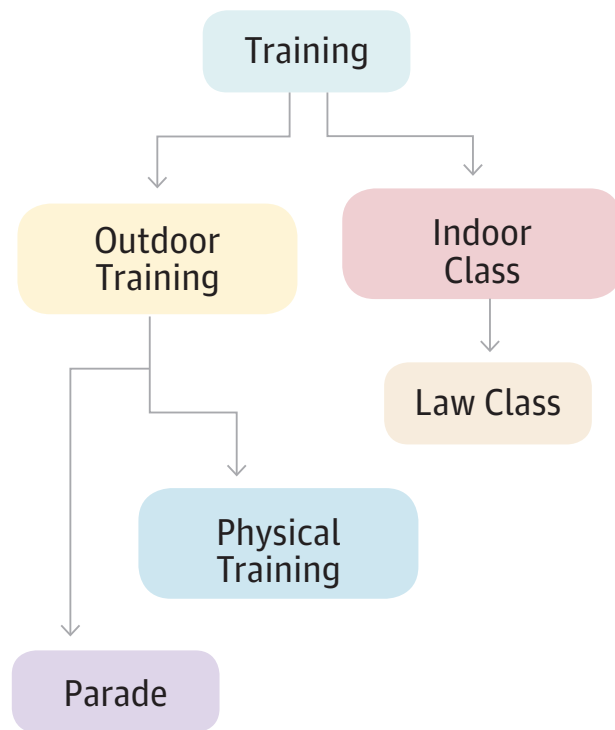 Training
Outdoor
Training
Indoor
Class
Law Class
Physical
Training
Parade